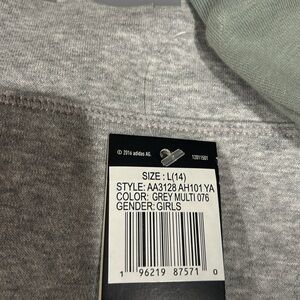 © 2016 adidas AG.
12011501
SIZE : L(14)
STYLE: AA3128 AH101 YA
COLOR: GREY MULTI 076
GENDER: GIRLS
1 96219 87571 0